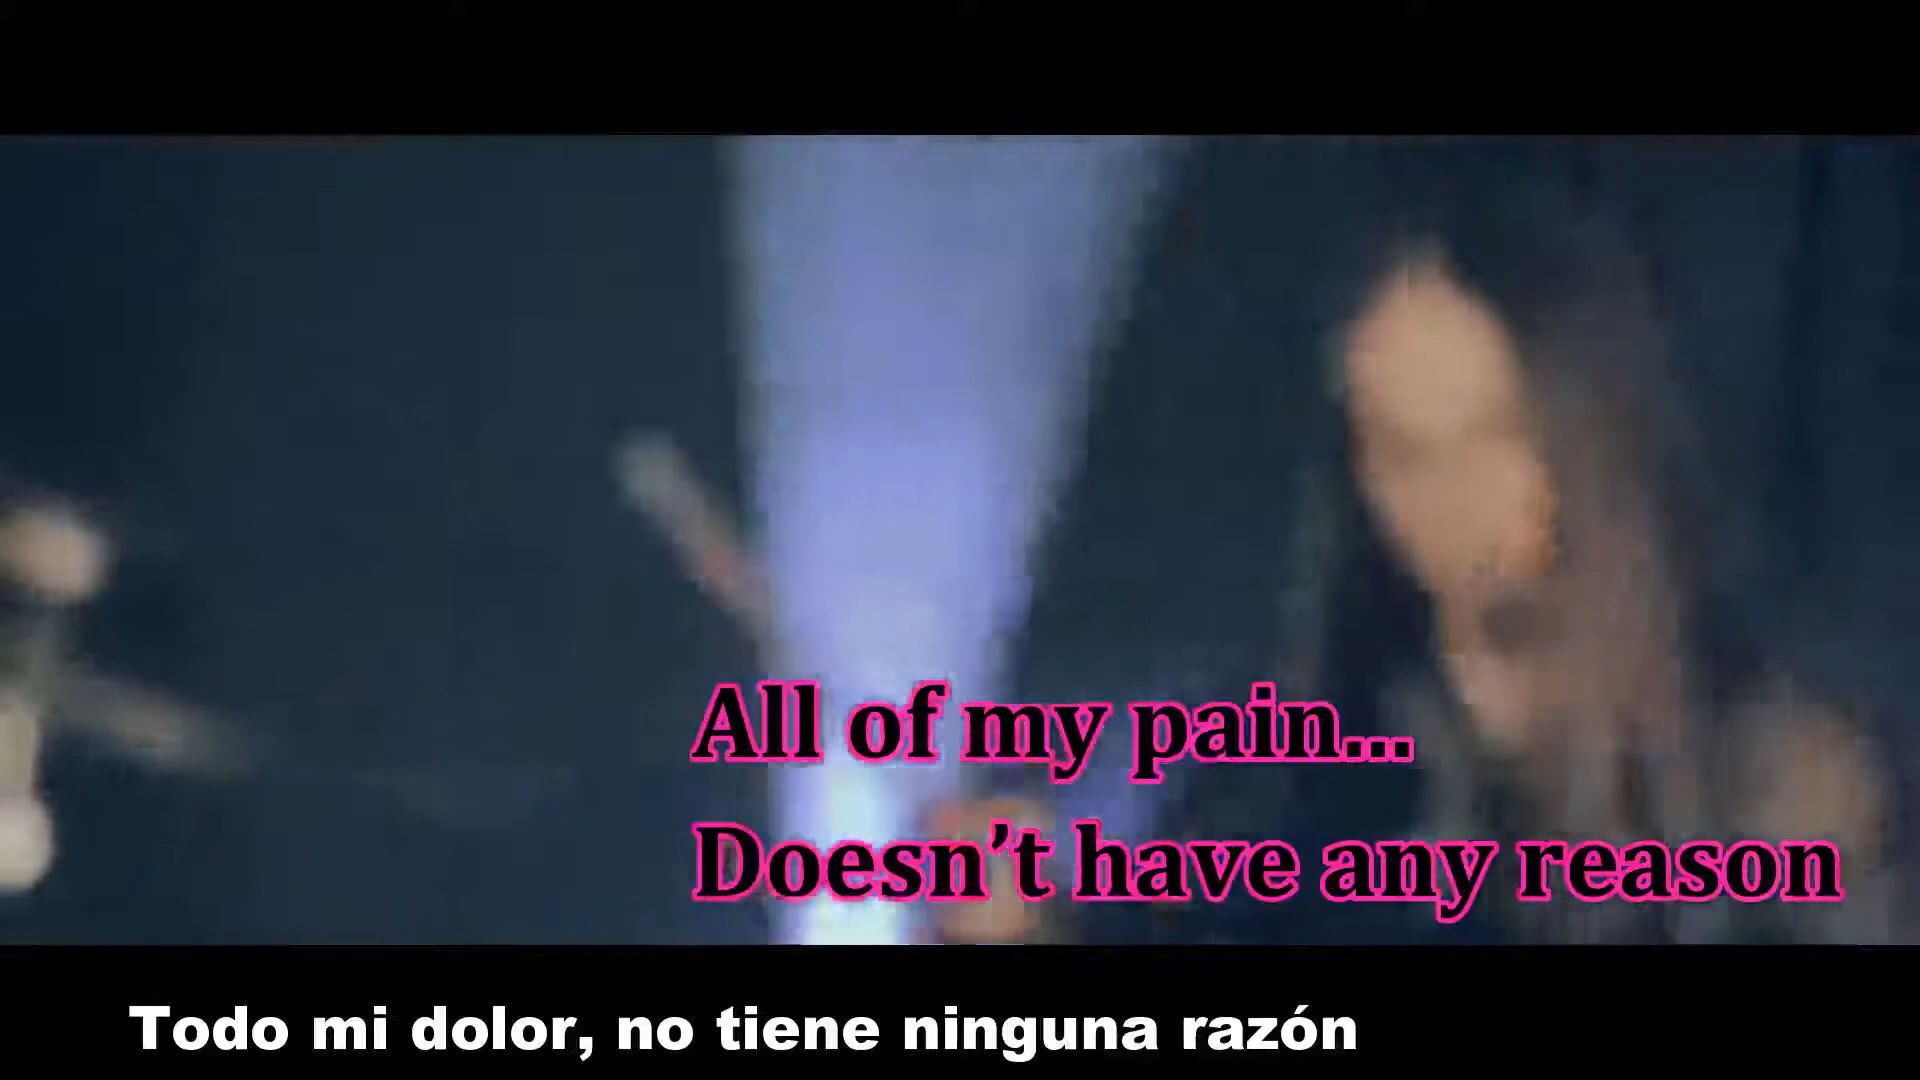 All of my pain...
Doesn’t have any reason
Todo mi dolor, no tiene ninguna razón